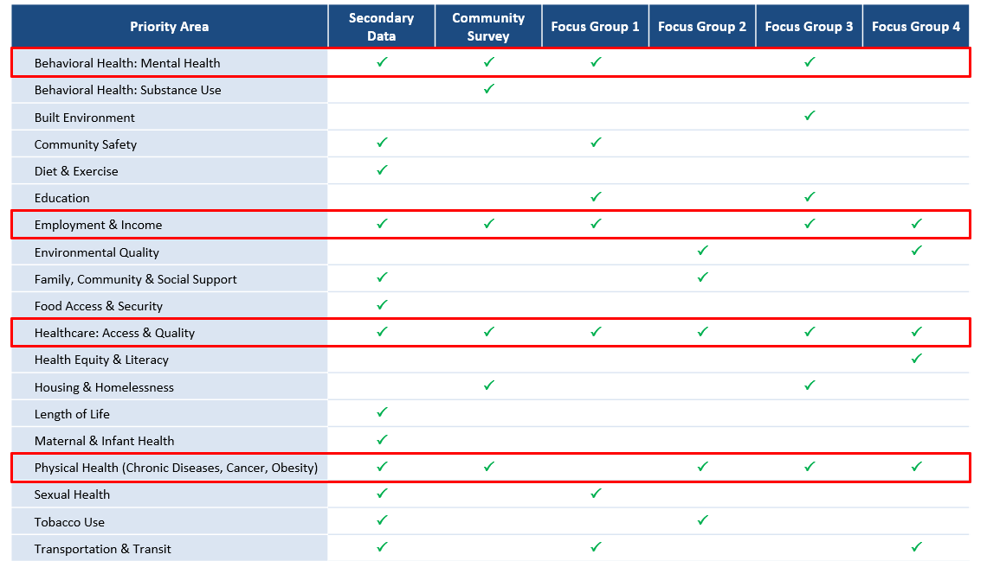 Priority Area Secondary Data Community Survey Focus Group 1 Focus Group 2 Focus Group 3 Focus Group 4
Behavioral Health: Mental Health ✓ ✓ ✓ ✓
Behavioral Health: Substance Use ✓
Built Environment ✓
Community Safety ✓ ✓
Diet & Exercise ✓
Education ✓ ✓
Employment & Income ✓ ✓ ✓ ✓ ✓
Environmental Quality ✓ ✓
Family, Community & Social Support ✓ ✓
Food Access & Security ✓
Healthcare: Access & Quality ✓ ✓ ✓ ✓ ✓ ✓
Health Equity & Literacy ✓
Housing & Homelessness ✓ ✓
Length of Life ✓
Maternal & Infant Health ✓
Physical Health (Chronic Diseases, Cancer, Obesity) ✓ ✓ ✓ ✓ ✓
Sexual Health ✓ ✓
Tobacco Use ✓ ✓
Transportation & Transit ✓ ✓ ✓